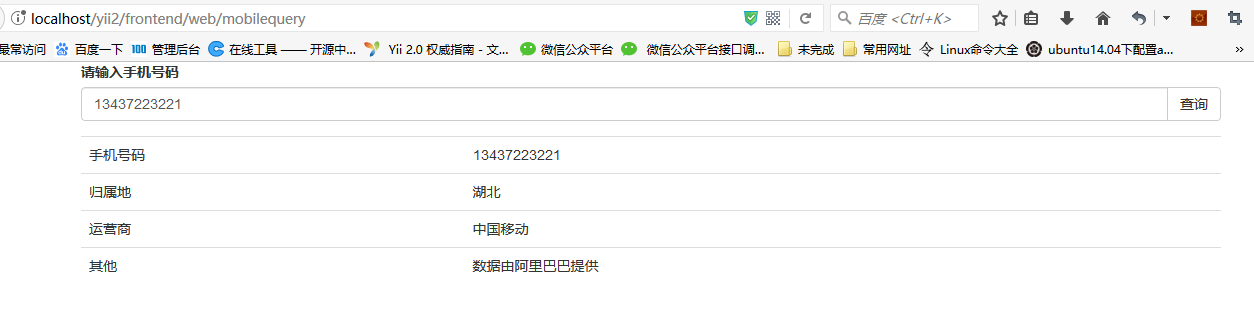 localhost/yii2/frontend/web/mobilequery
百度 <Ctrl+K>
最常访问 百度一下 100 管理后台 在线工具 —— 开源中... Yii 2.0 权威指南 - 文... 微信公众平台 微信公众平台接口调... 未完成 常用网址 Linux命令大全 ubuntu14.04下配置a... »
请输入手机号码
13437223221 查询
手机号码 13437223221
归属地 湖北
运营商 中国移动
其他 数据由阿里巴巴提供